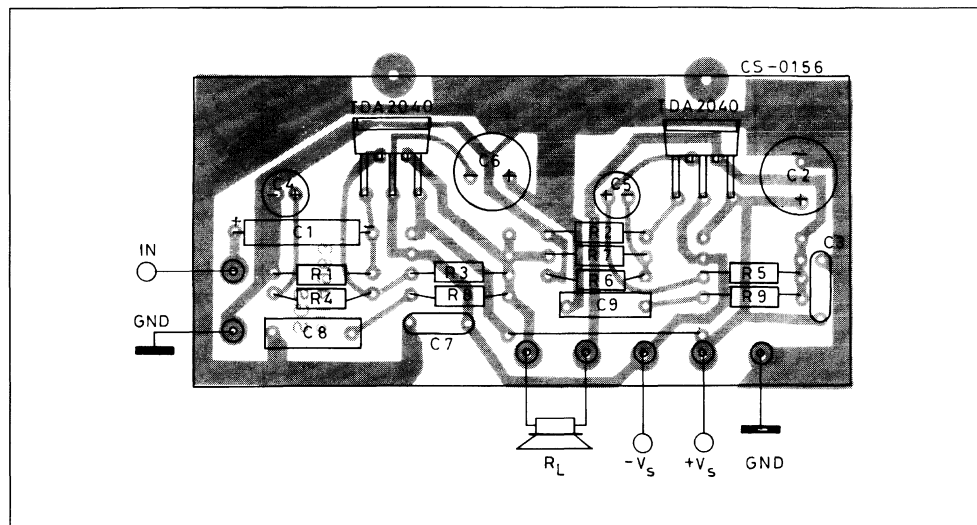 CS-0156
TDA2040 TDA2040
C6
C4 C5 C2
+ C1 -
R2
IN R7 C3
R1 R3 R6 R5
R4 R8 C9 R9
GND C8 C7
RL -Vs +Vs GND